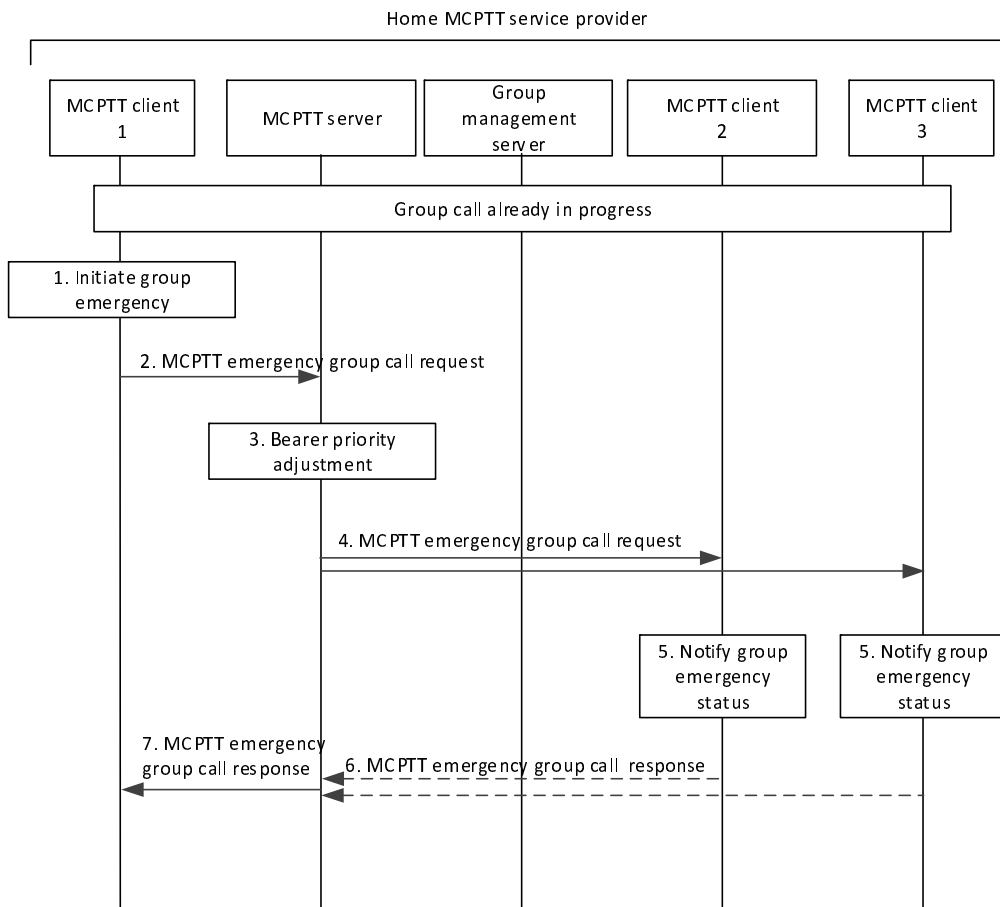 Home MCPTT service provider
MCPTT client
1
MCPTT server
Group
management
server
MCPTT client
2
MCPTT client
3
Group call already in progress
1. Initiate group
emergency
2. MCPTT emergency group call request
3. Bearer priority
adjustment
4. MCPTT emergency group call request
5. Notify group
emergency
status
5. Notify group
emergency
status
7. MCPTT emergency
group call response
6. MCPTT emergency group call response